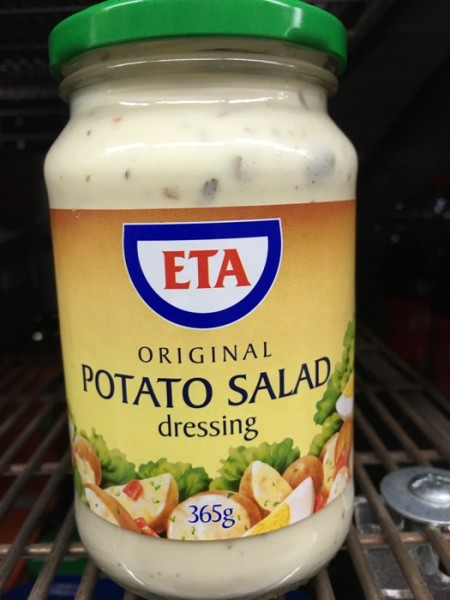 ETA
ORIGINAL
POTATO SALAD
dressing
365g